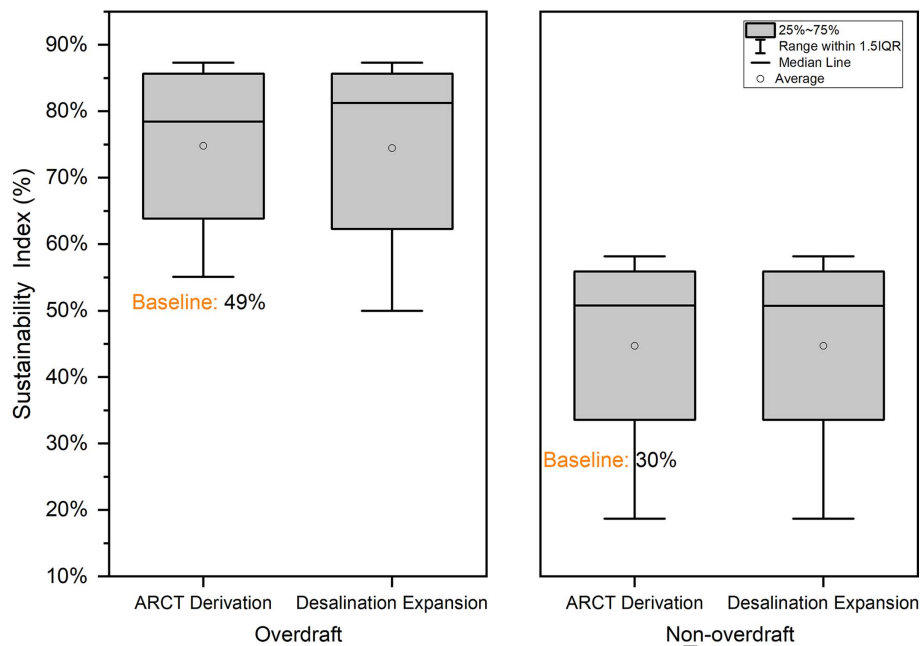 Sustainability Index (%)
90%
80%
70%
60%
50%
40%
30%
20%
10%
Baseline: 49%
ARCT Derivation
Desalination Expansion
Overdraft
25%~75%
Range within 1.5IQR
Median Line
Average
Baseline: 30%
ARCT Derivation
Desalination Expansion
Non-overdraft